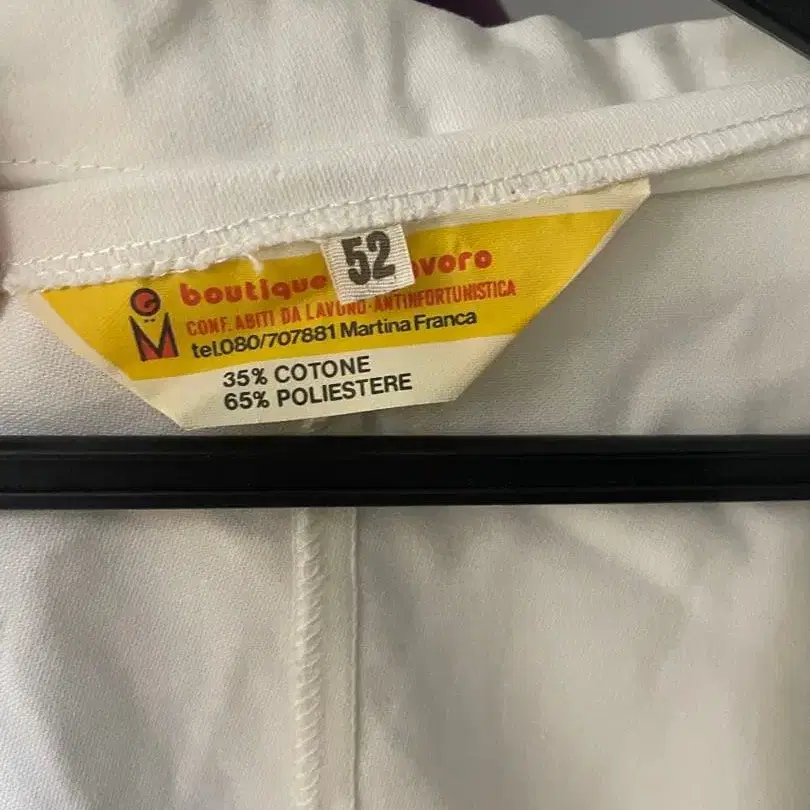 52
boutique
CONF. ABITI DA LAVORO-ANTINFORTUNISTICA
tel.080/707881 Martina Franca
35% COTONE
65% POLIESTERE
G
M